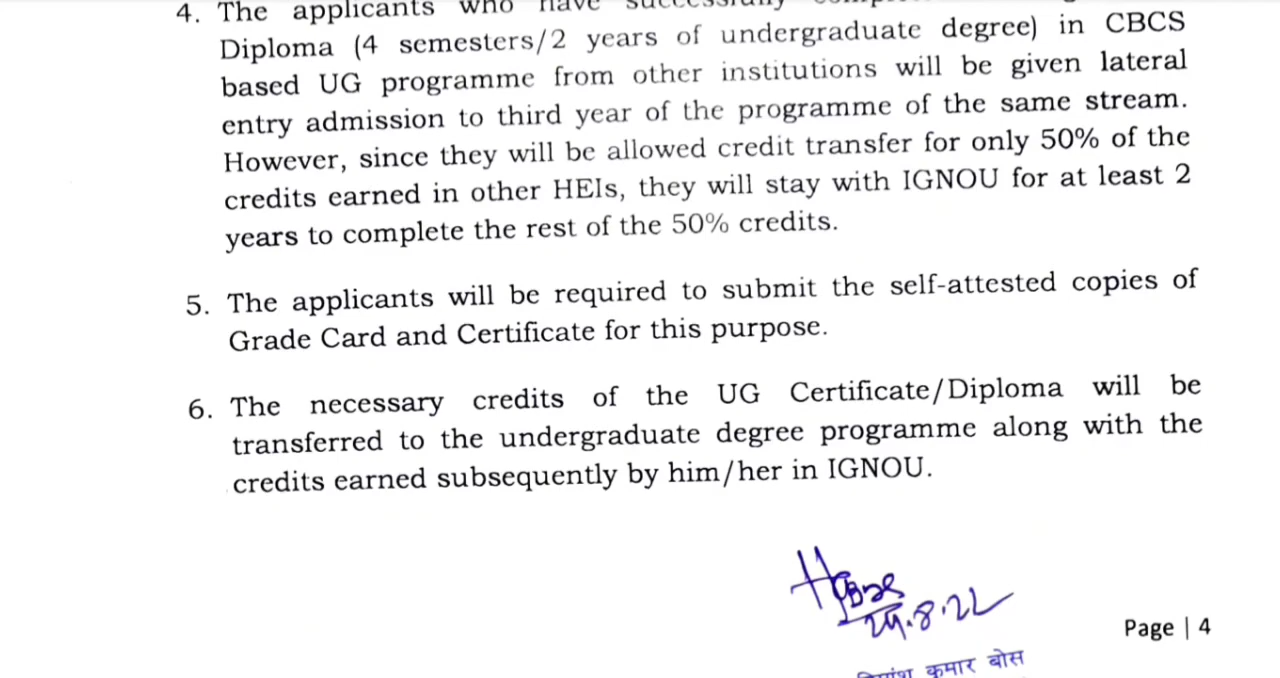 4. The applicants who have successfully
Diploma (4 semesters/2 years of undergraduate degree) in CBCS
based UG programme from other institutions will be given lateral
entry admission to third year of the programme of the same stream.
However, since they will be allowed credit transfer for only 50% of the
credits earned in other HEIs, they will stay with IGNOU for at least 2
years to complete the rest of the 50% credits.
5. The applicants will be required to submit the self-attested copies of
Grade Card and Certificate for this purpose.
6. The necessary credits of the UG Certificate/Diploma will be
transferred to the undergraduate degree programme along with the
credits earned subsequently by him/her in IGNOU.
29.8.22
Page | 4
कुमार बोस